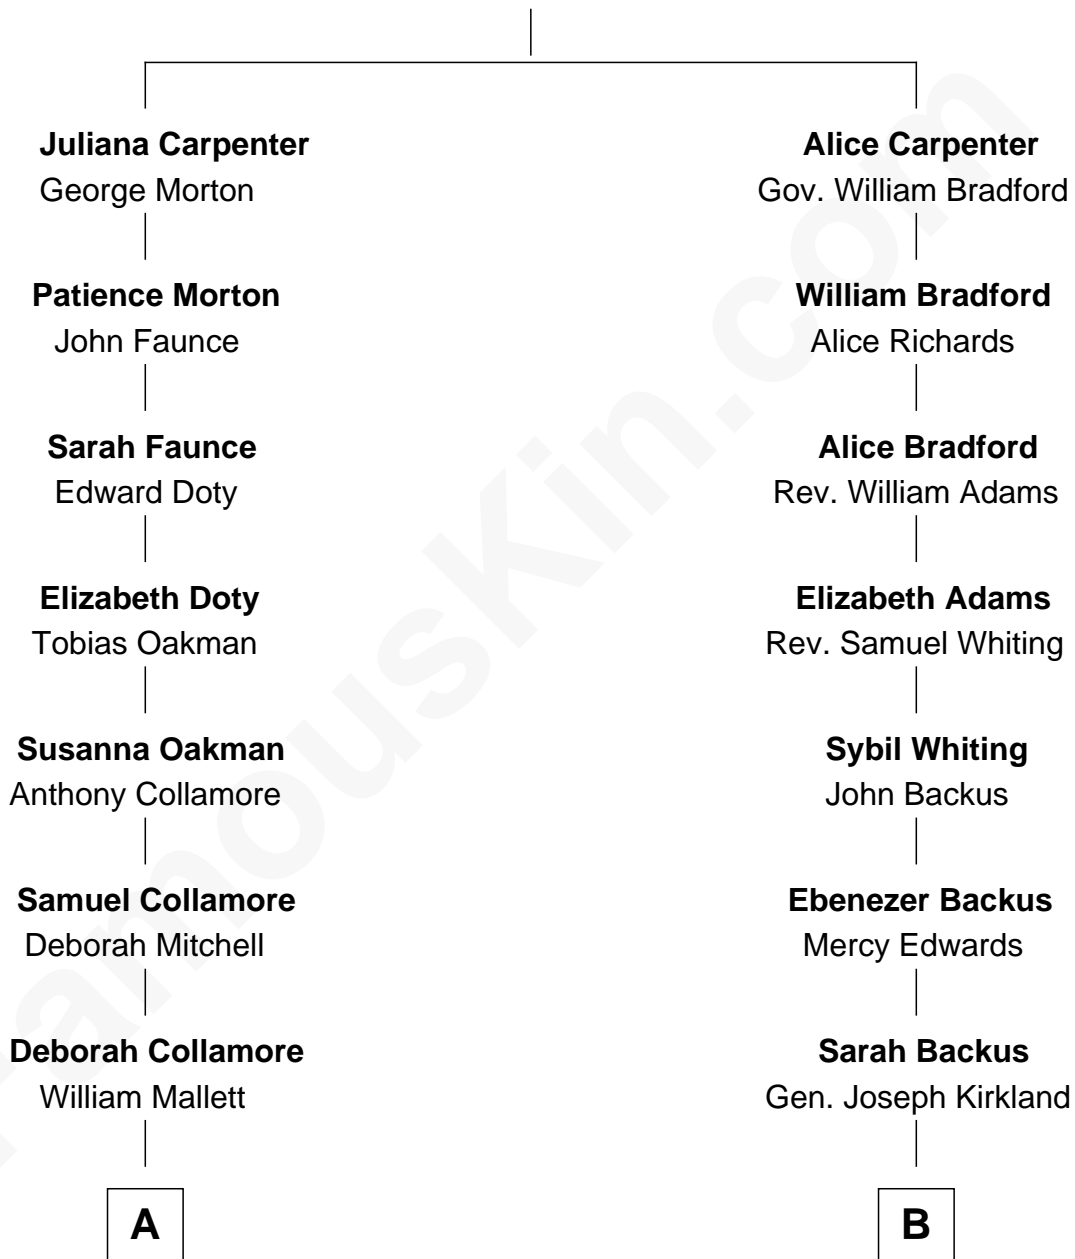 Juliana Carpenter
George Morton
Alice Carpenter
Gov. William Bradford
Patience Morton
John Faunce
William Bradford
Alice Richards
Sarah Faunce
Edward Doty
Alice Bradford
Rev. William Adams
Elizabeth Doty
Tobias Oakman
Elizabeth Adams
Rev. Samuel Whiting
Susanna Oakman
Anthony Collamore
Sybil Whiting
John Backus
Samuel Collamore
Deborah Mitchell
Ebenezer Backus
Mercy Edwards
Deborah Collamore
William Mallett
Sarah Backus
Gen. Joseph Kirkland
A
B
FamousKin.com